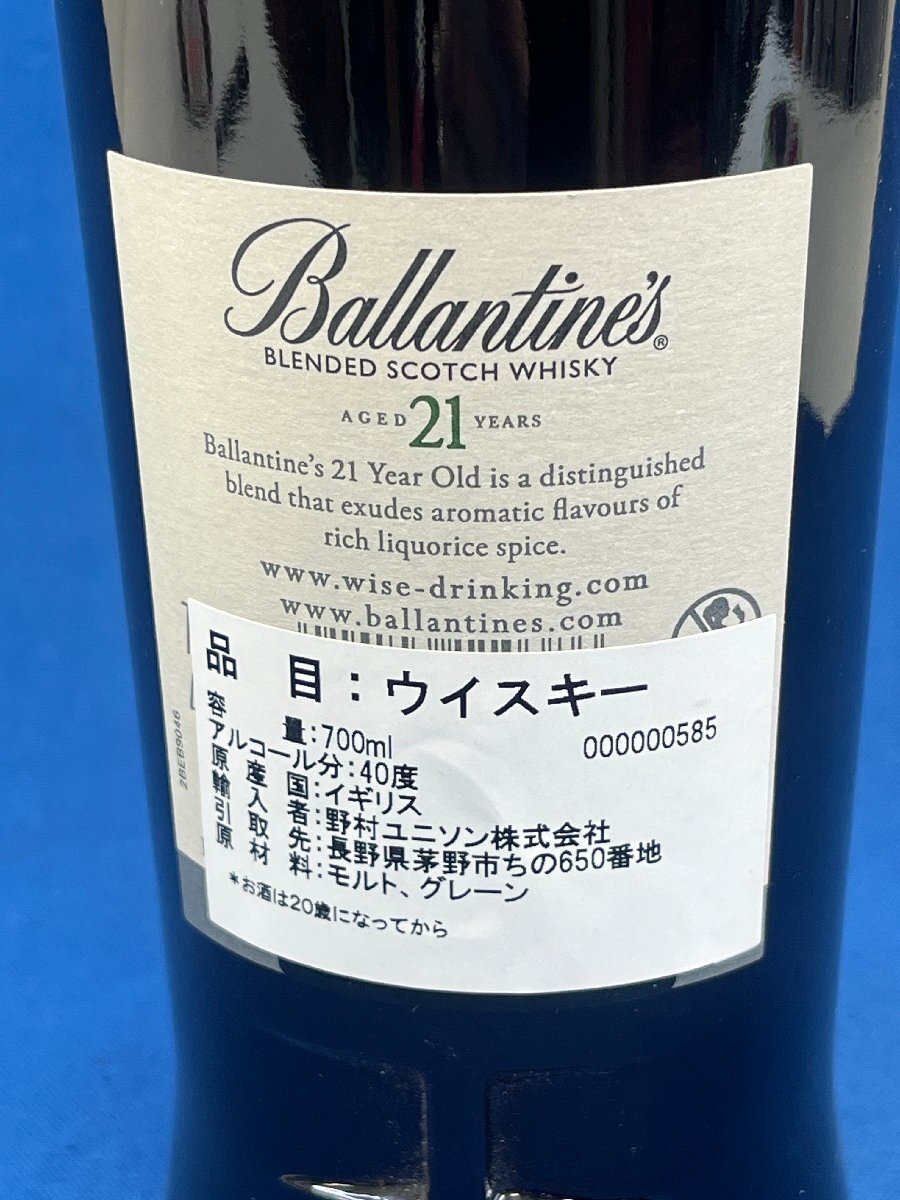 Ballantine's®
BLENDED SCOTCH WHISKY
AGED 21 YEARS
Ballantine's 21 Year Old is a distinguished
blend that exudes aromatic flavours of
rich liquorice spice.
www.wise-drinking.com
www.ballantines.com
2BEB9046
品 目：ウイスキー
容 量：700ml
000000585
アルコール分：40度
原産国：イギリス
輸入者：野村ユニソン株式会社
引取先：長野県茅野市ちの650番地
原材料：モルト、グレーン
＊お酒は20歳になってから